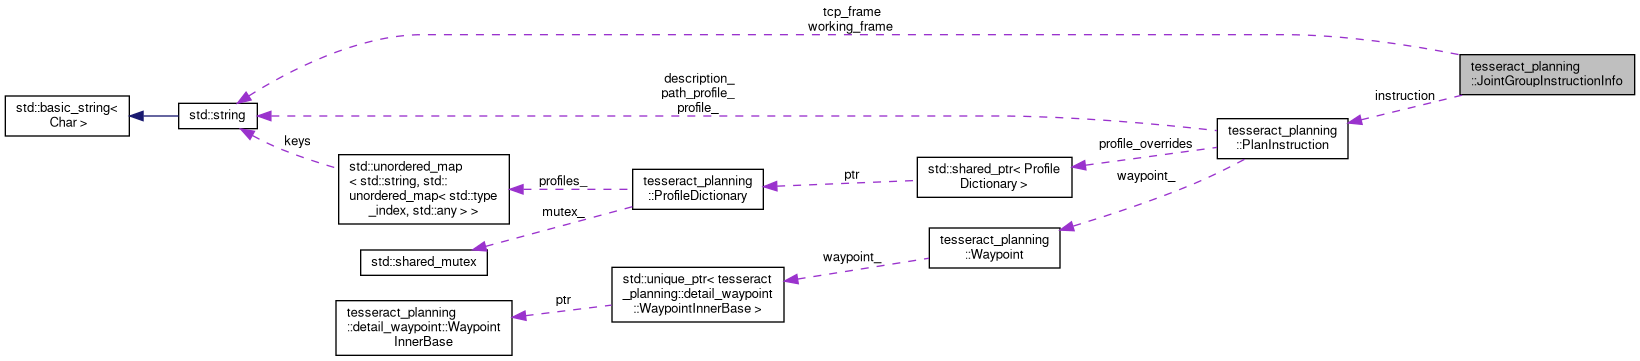 tcp_frame
working_frame
tesseract_planning
::JointGroupInstructionInfo
description_
path_profile_
profile_
instruction
std::basic_string<
Char >
std::string
tesseract_planning
::PlanInstruction
keys
profile_overrides
std::unordered_map
< std::string, std::
unordered_map< std::type
_index, std::any > >
profiles_
tesseract_planning
::ProfileDictionary
ptr
std::shared_ptr< Profile
Dictionary >
waypoint_
mutex_
std::shared_mutex
tesseract_planning
::Waypoint
waypoint_
std::unique_ptr< tesseract
_planning::detail_waypoint
::WaypointInnerBase >
ptr
tesseract_planning
::detail_waypoint::Waypoint
InnerBase